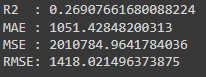 R2  : 0.26907661680088224
MAE : 1051.42848200313
MSE : 2010784.9641784036
RMSE: 1418.021496373875